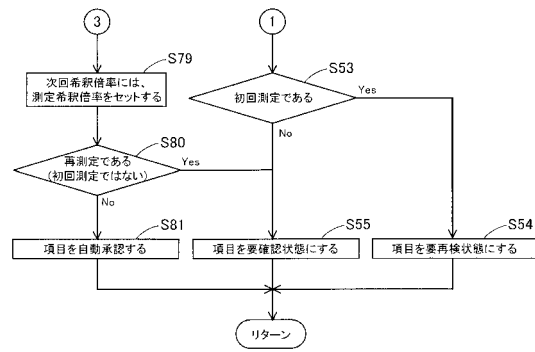 3
1
S79
次回希釈倍率には、
測定希釈倍率をセットする
S53
初回測定である
Yes
No
S80
再測定である
(初回測定ではない)
Yes
No
S81
項目を自動承認する
S55
項目を要確認状態にする
S54
項目を要再検状態にする
リターン